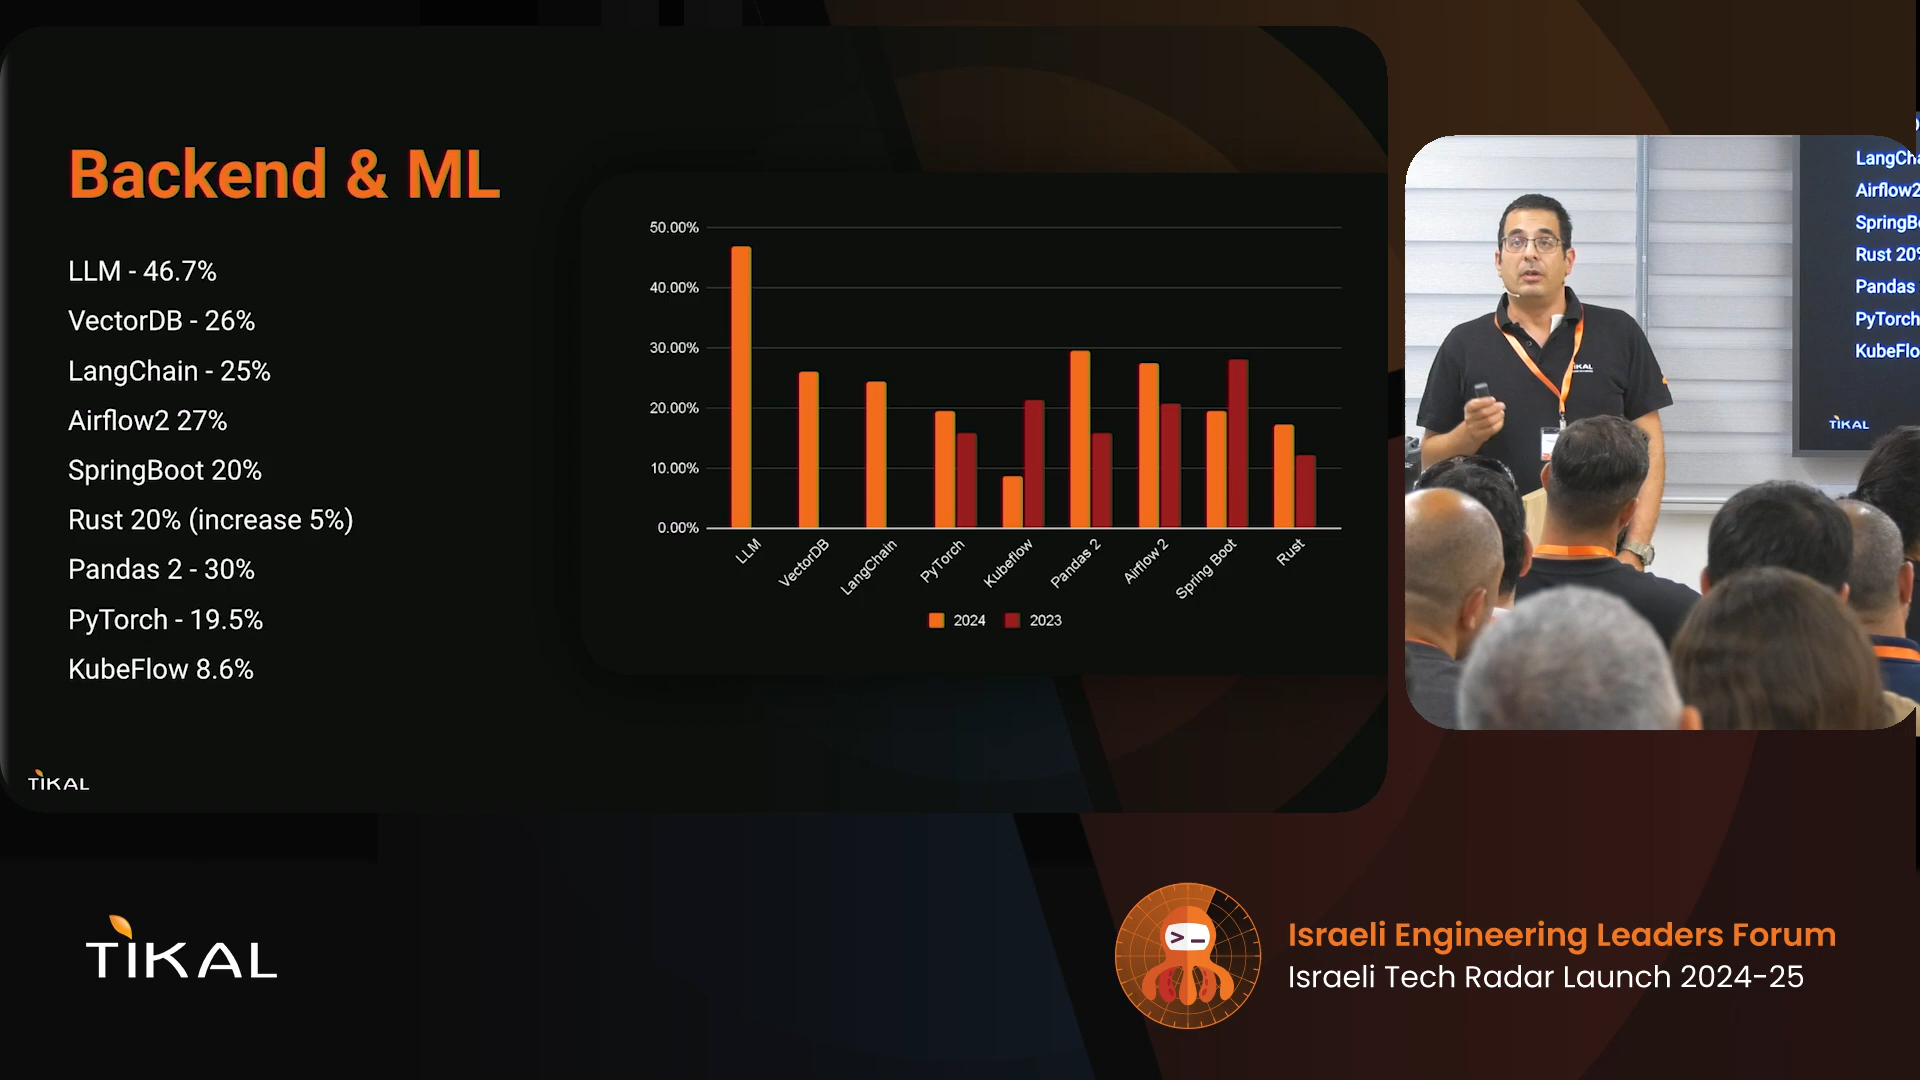 Backend & ML
LLM - 46.7%
VectorDB - 26%
LangChain - 25%
Airflow2 27%
SpringBoot 20%
Rust 20% (increase 5%)
Pandas 2 - 30%
PyTorch - 19.5%
KubeFlow 8.6%
50.00%
40.00%
30.00%
20.00%
10.00%
0.00%
LLM
VectorDB
LangChain
PyTorch
Kubeflow
Pandas 2
Airflow 2
Spring Boot
Rust
2024
2023
TIKAL
LangCha
Airflow2
SpringBo
Rust 20%
Pandas
PyTorch
KubeFlo
TIKAL
TIKAL
>_
Israeli Engineering Leaders Forum
Israeli Tech Radar Launch 2024-25